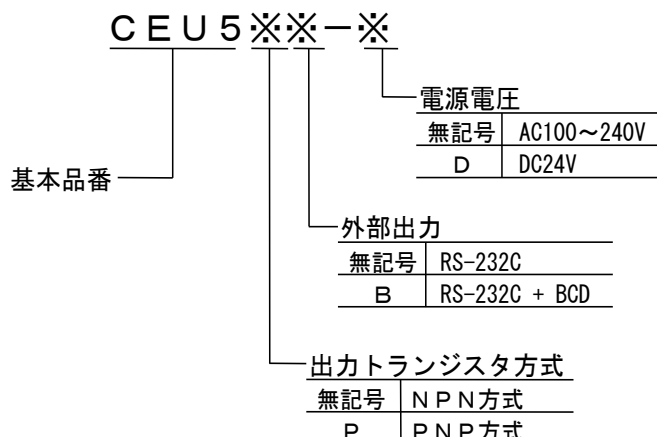 CEU5※※-※
電源電圧
無記号 AC100～240V
D DC24V
基本品番
外部出力
無記号 RS-232C
B RS-232C + BCD
出力トランジスタ方式
無記号 NPN方式
P PNP方式